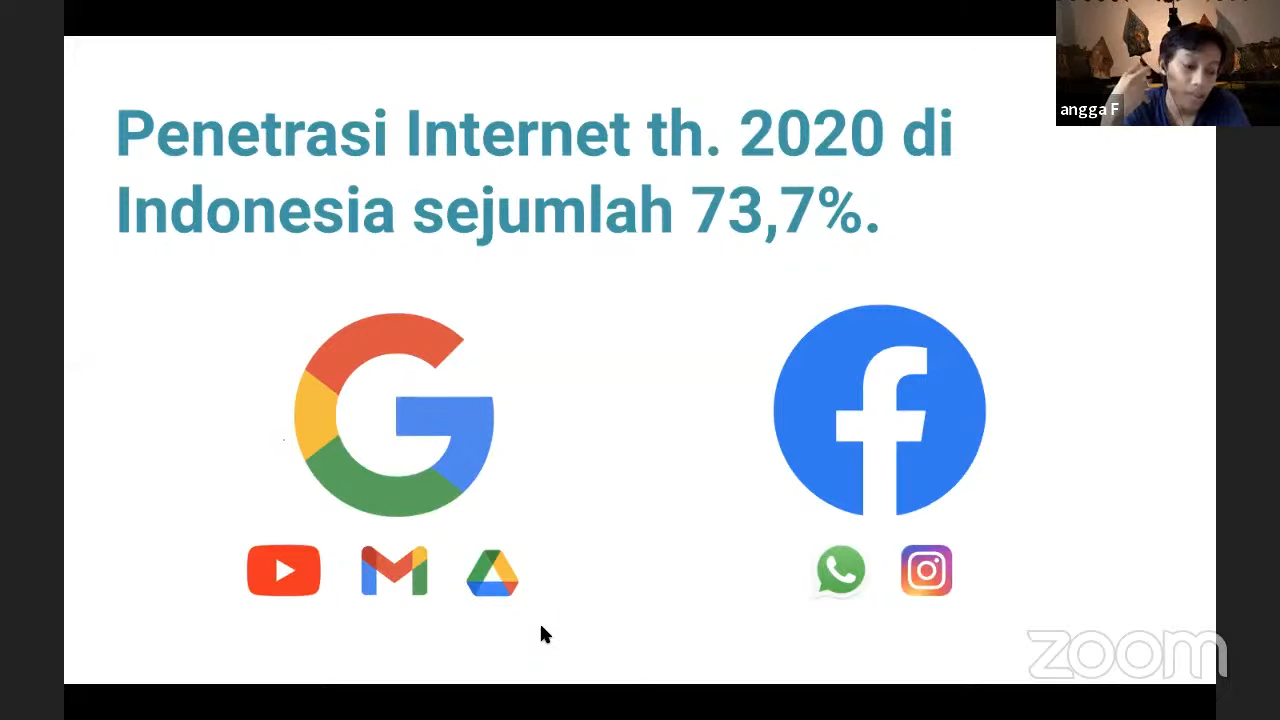 angga F
Penetrasi Internet th. 2020 di
Indonesia sejumlah 73,7%.
zoom